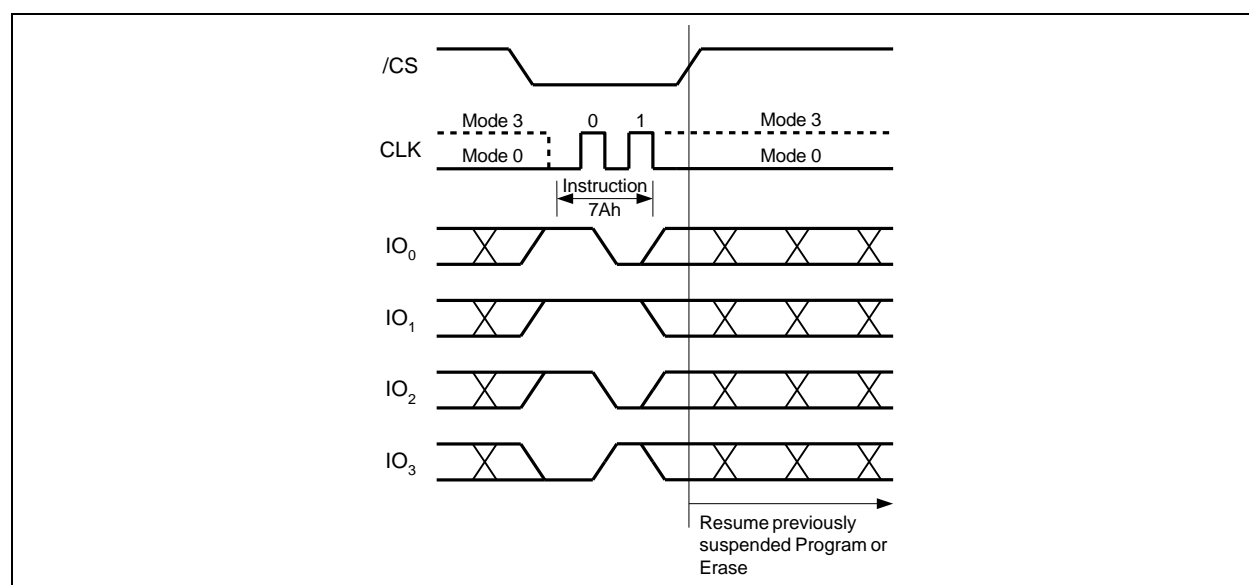 /CS
Mode 3 0 1 Mode 3
CLK
Mode 0 Mode 0
Instruction
7Ah
IO0
IO1
IO2
IO3
Resume previously
suspended Program or
Erase